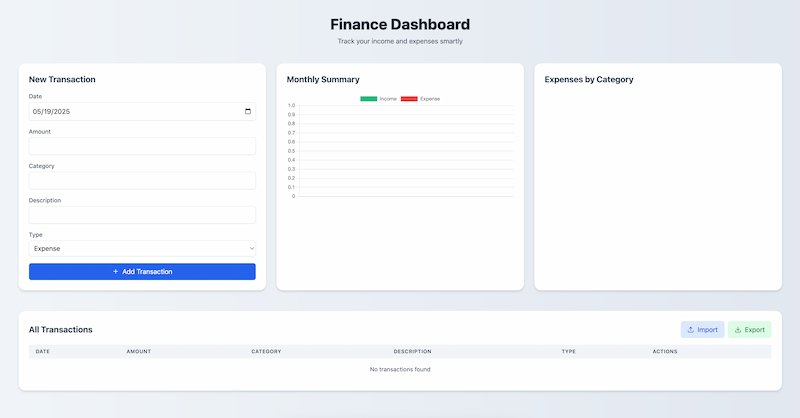 Finance Dashboard
Track your income and expenses smartly
New Transaction
Date
05/19/2025
Amount
Category
Description
Type
Expense
+ Add Transaction
Monthly Summary
Income Expense
1.0
0.9
0.8
0.7
0.6
0.5
0.4
0.3
0.2
0.1
0
Expenses by Category
All Transactions
Import Export
DATE AMOUNT CATEGORY DESCRIPTION TYPE ACTIONS
No transactions found